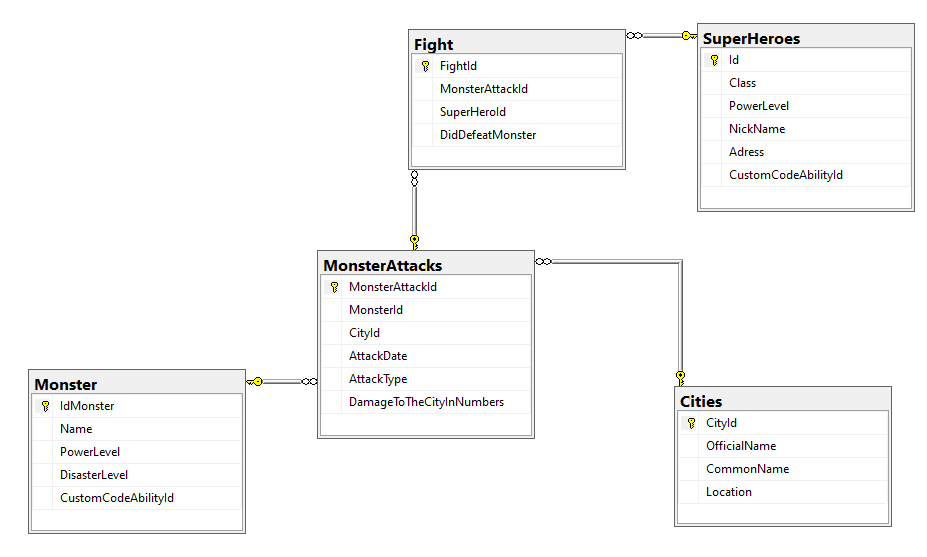 Fight
FightId
MonsterAttackId
SuperHeroId
DidDefeatMonster
SuperHeroes
Id
Class
PowerLevel
NickName
Adress
CustomCodeAbilityId
MonsterAttacks
MonsterAttackId
MonsterId
CityId
AttackDate
AttackType
DamageToTheCityInNumbers
Monster
IdMonster
Name
PowerLevel
DisasterLevel
CustomCodeAbilityId
Cities
CityId
OfficialName
CommonName
Location